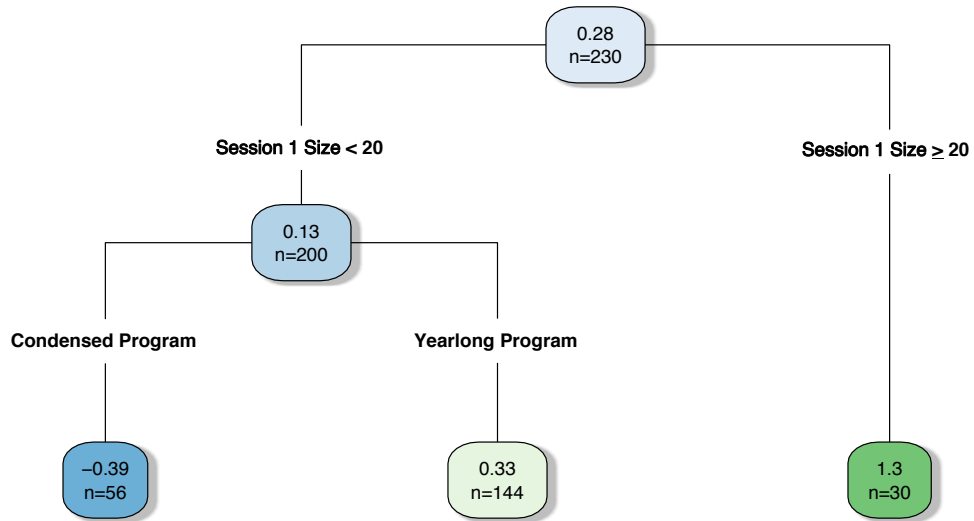 0.28
n=230
Session 1 Size < 20
Session 1 Size ≥ 20
0.13
n=200
Condensed Program
Yearlong Program
−0.39
n=56
0.33
n=144
1.3
n=30